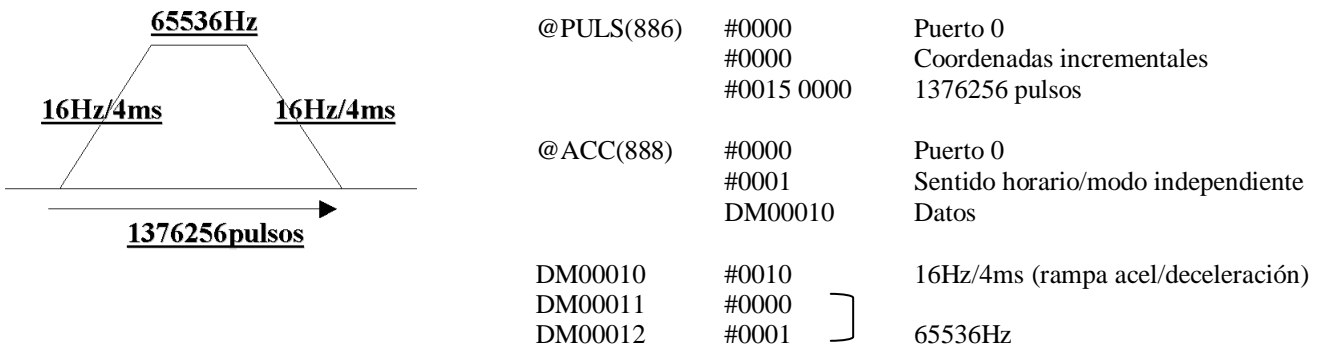 65536Hz
16Hz/4ms 16Hz/4ms
1376256pulsos
@PULS(886) #0000 Puerto 0
#0000 Coordenadas incrementales
#0015 0000 1376256 pulsos
@ACC(888) #0000 Puerto 0
#0001 Sentido horario/modo independiente
DM00010 Datos
DM00010 #0010 16Hz/4ms (rampa acel/deceleración)
DM00011 #0000
DM00012 #0001 65536Hz